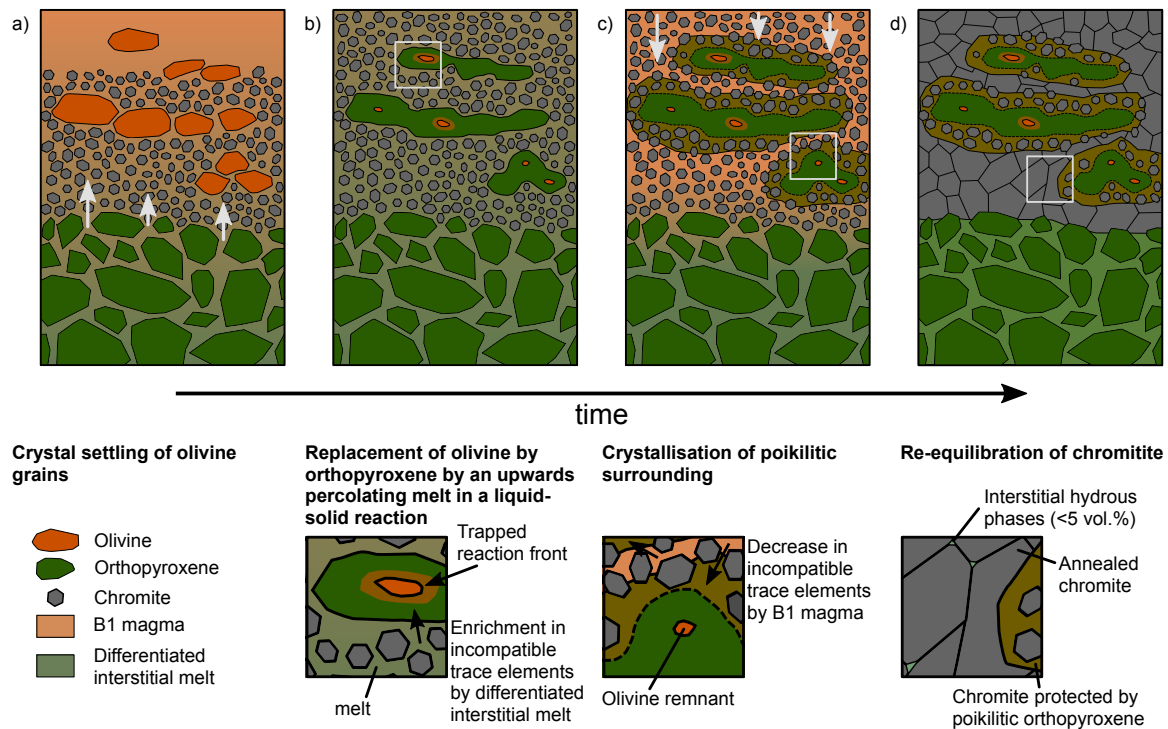 a)
b)
c)
d)
time
Crystal settling of olivine
grains
Olivine
Orthopyroxene
Chromite
B1 magma
Differentiated
interstitial melt
Replacement of olivine by
orthopyroxene by an upwards
percolating melt in a liquid-
solid reaction
Trapped
reaction front
Enrichment in
incompatible
trace elements
by differentiated
interstitial melt
melt
Crystallisation of poikilitic
surrounding
Decrease in
incompatible
trace elements
by B1 magma
Olivine remnant
Re-equilibration of chromitite
Interstitial hydrous
phases (<5 vol.%)
Annealed
chromite
Chromite protected by
poikilitic orthopyroxene